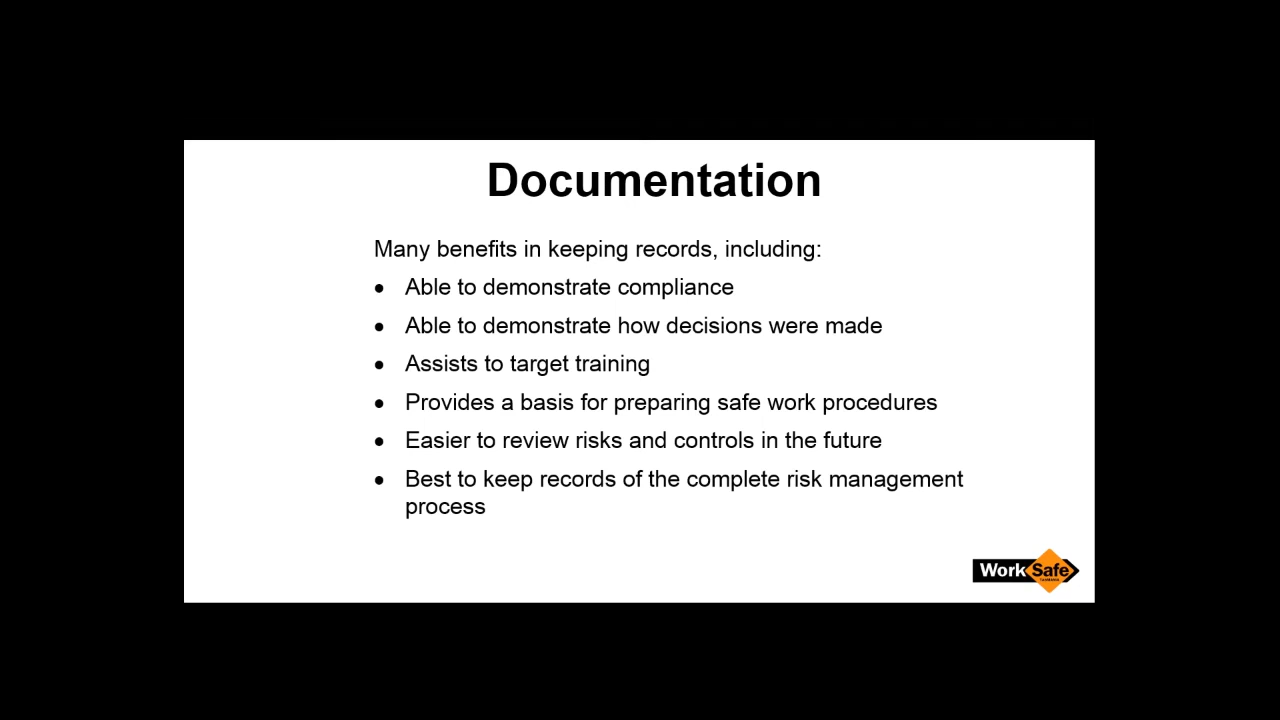 Documentation
Many benefits in keeping records, including:
• Able to demonstrate compliance
• Able to demonstrate how decisions were made
• Assists to target training
• Provides a basis for preparing safe work procedures
• Easier to review risks and controls in the future
• Best to keep records of the complete risk management
process
WorkSafe
TASMANIA